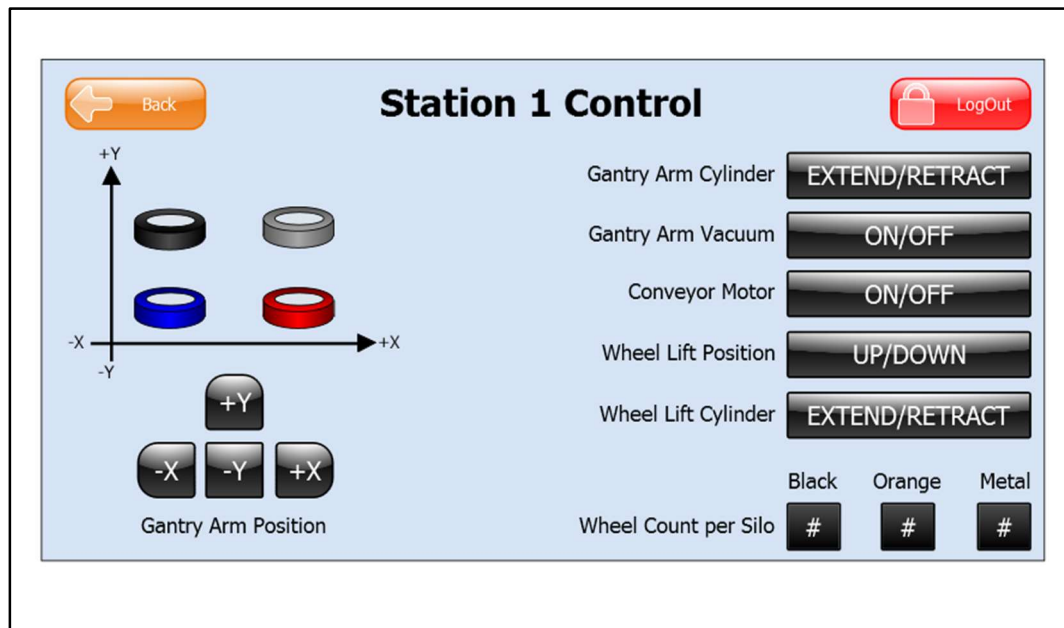 Back
Station 1 Control
LogOut
+Y
-X
+X
-Y
+Y
-X
-Y
+X
Gantry Arm Position
Gantry Arm Cylinder EXTEND/RETRACT
Gantry Arm Vacuum ON/OFF
Conveyor Motor ON/OFF
Wheel Lift Position UP/DOWN
Wheel Lift Cylinder EXTEND/RETRACT
Black Orange Metal
Wheel Count per Silo # # #